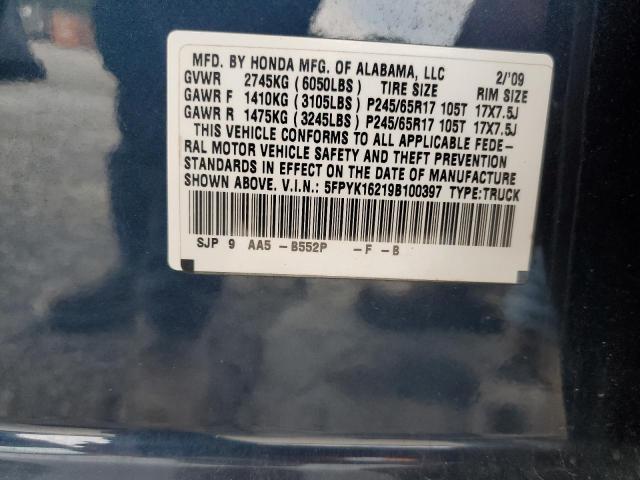 MFD. BY HONDA MFG. OF ALABAMA, LLC 2/'09
GVWR 2745KG (6050LBS) TIRE SIZE RIM SIZE
GAWR F 1410KG (3105LBS) P245/65R17 105T 17X7.5J
GAWR R 1475KG (3245LBS) P245/65R17 105T 17X7.5J
THIS VEHICLE CONFORMS TO ALL APPLICABLE FEDE-
RAL MOTOR VEHICLE SAFETY AND THEFT PREVENTION
STANDARDS IN EFFECT ON THE DATE OF MANUFACTURE
SHOWN ABOVE. V.I.N.: 5FPYK16219B100397 TYPE:TRUCK
SJP 9 AA5 -B552P -F -B